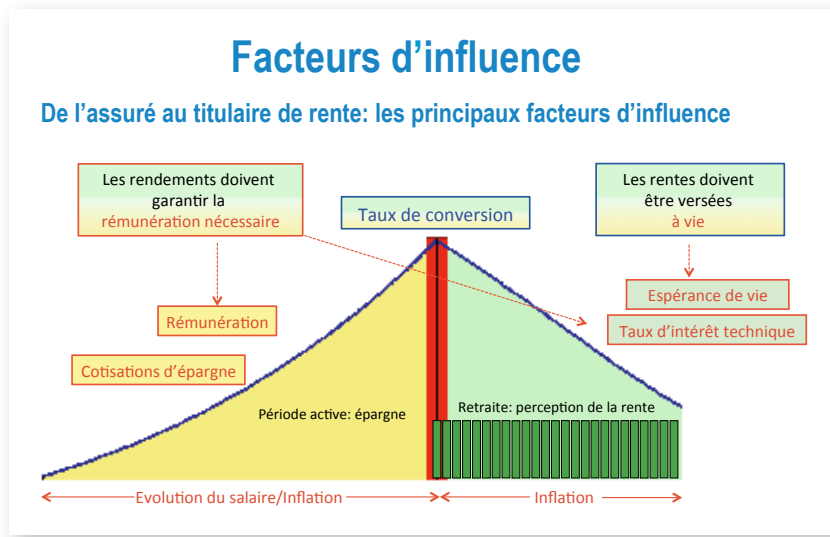 Facteurs d’influence
De l’assuré au titulaire de rente: les principaux facteurs d’influence
Les rendements doivent
garantir la
rémunération nécessaire
Taux de conversion
Les rentes doivent
être versées
à vie
Espérance de vie
Rémunération
Taux d’intérêt technique
Cotisations d’épargne
Période active: épargne
Retraite: perception de la rente
Evolution du salaire/Inflation
Inflation